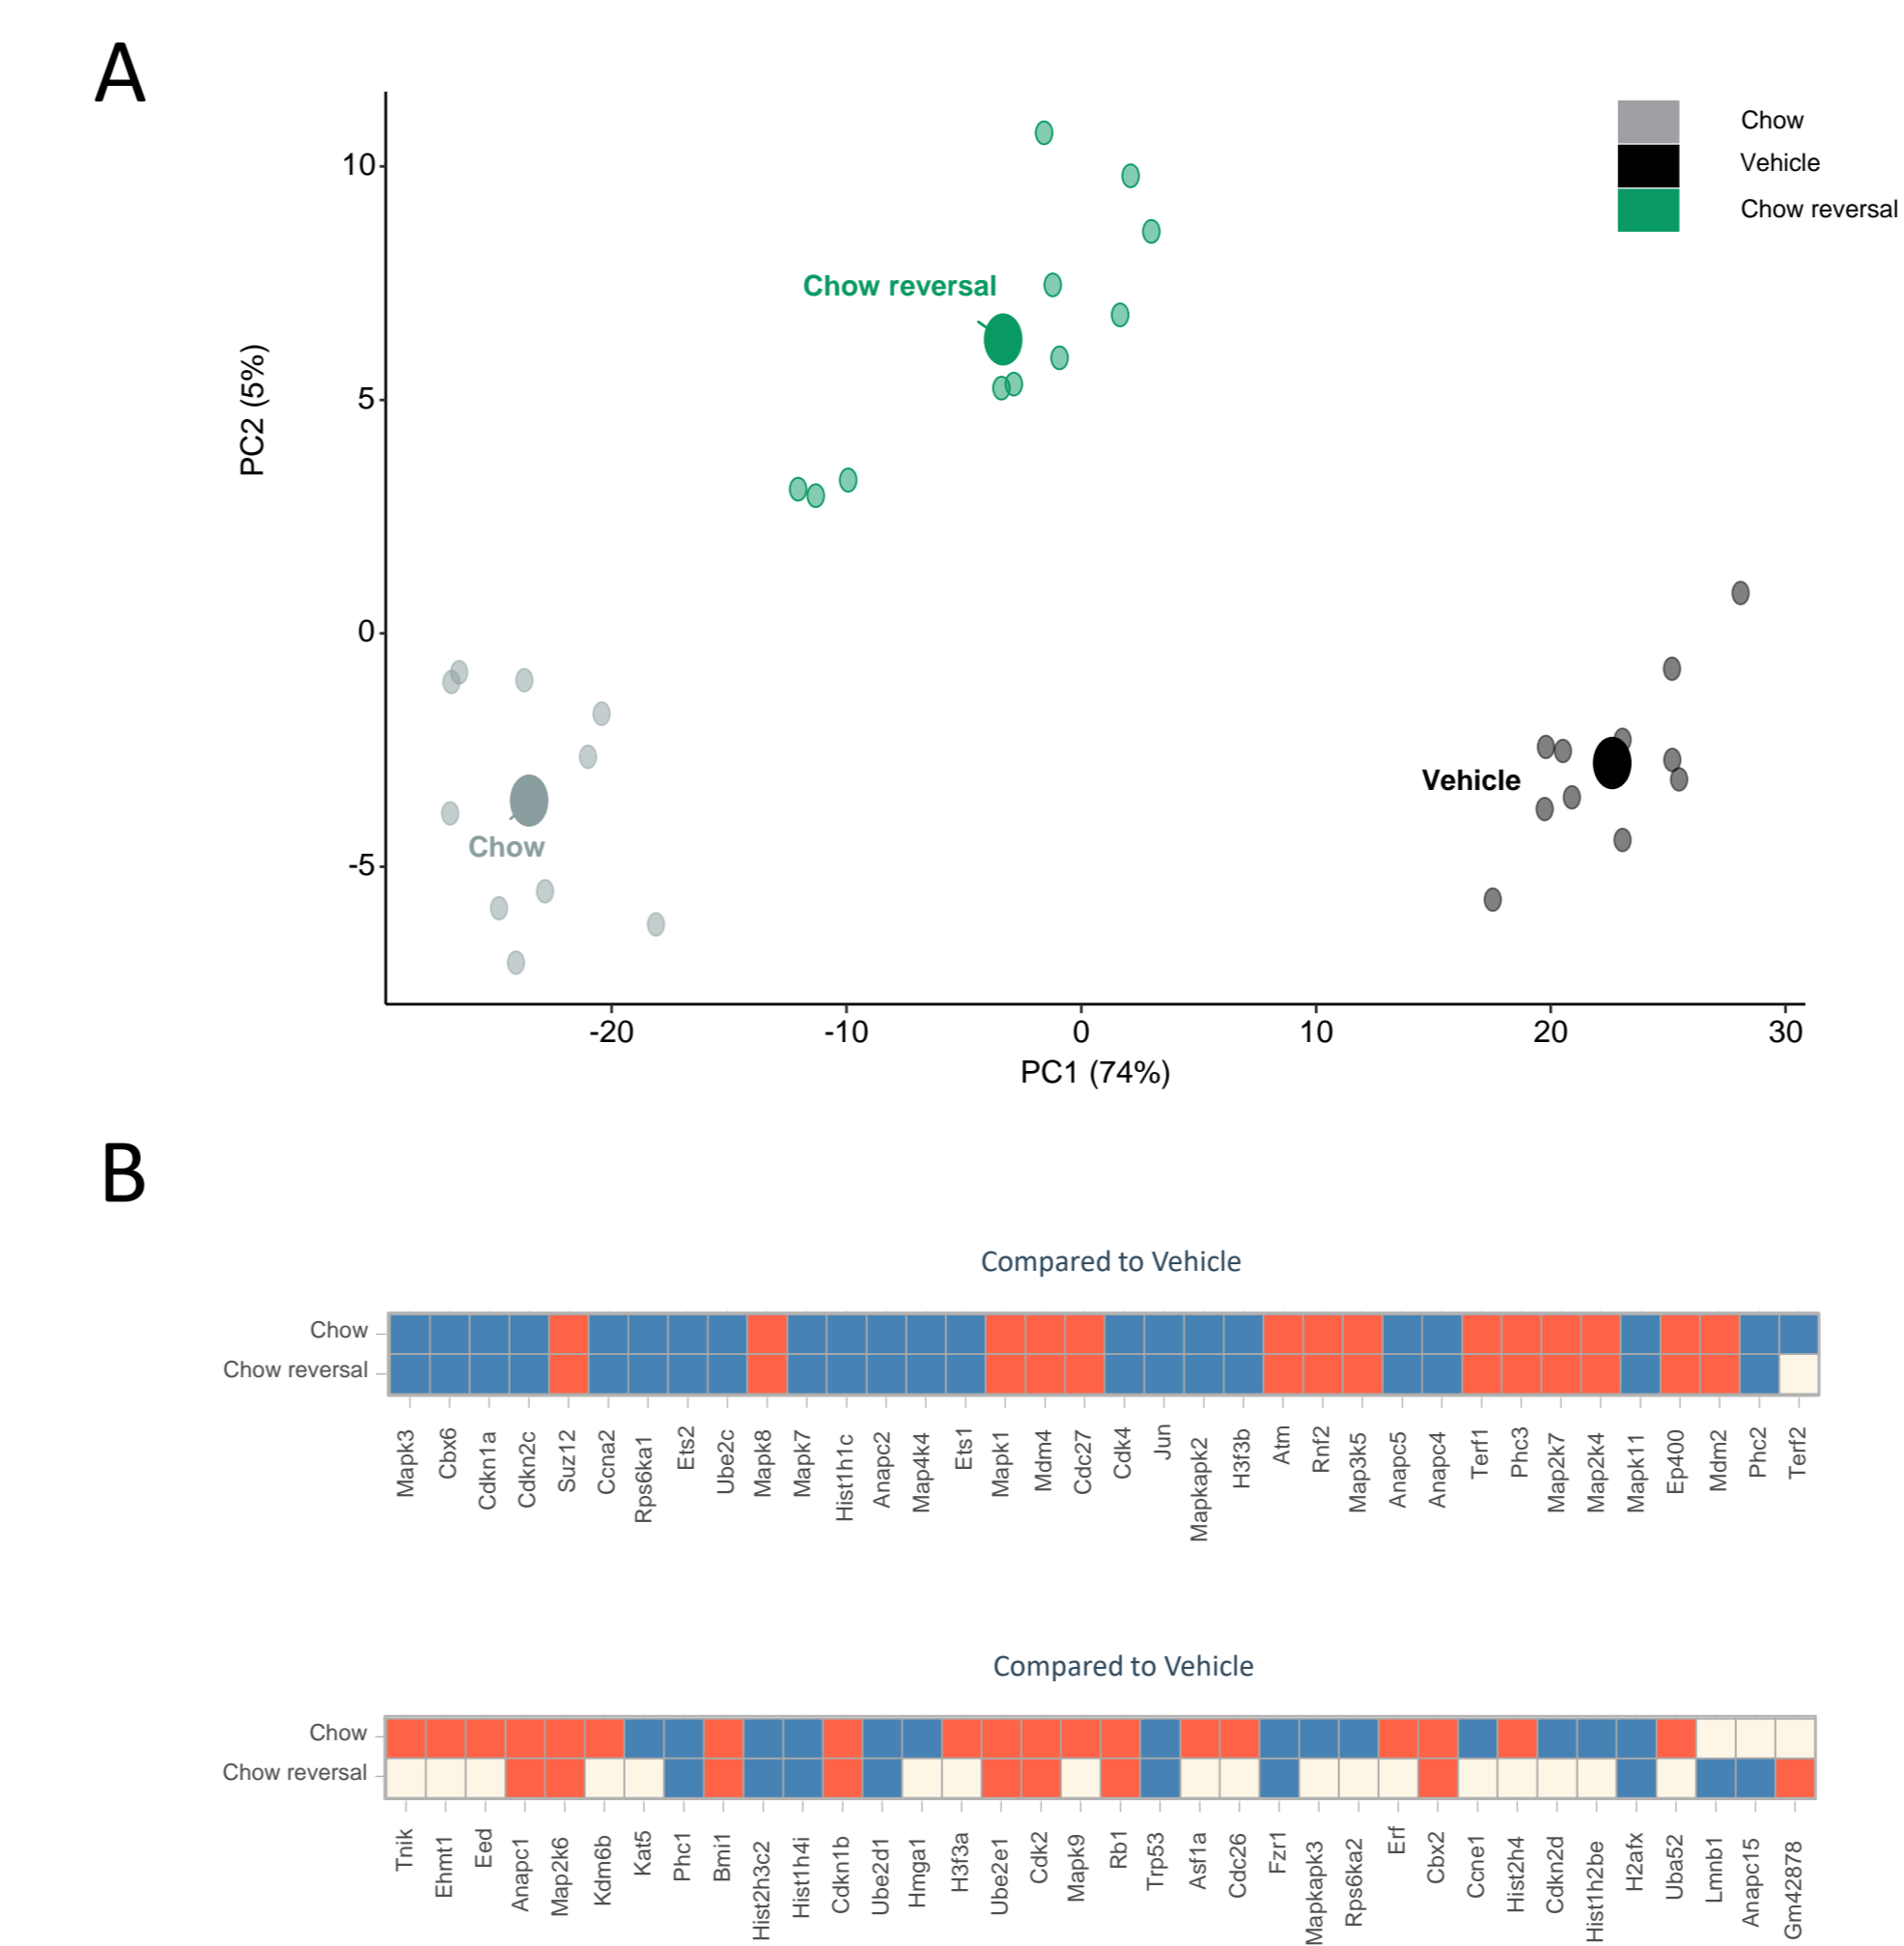 A
Chow
Vehicle
Chow reversal
10
5
0
-5
PC2 (5%)
Chow reversal
Vehicle
Chow
-20 -10 0 10 20 30
PC1 (74%)
B
Compared to Vehicle
Chow
Chow reversal
Mapk3 Cbx6 Cdkn1a Cdkn2c Suz12 Ccna2 Rps6ka1 Ets2 Ube2c Mapk8 Mapk7 Hist1h1c Anapc2 Map4k4 Ets1 Mapk1 Mdm4 Cdc27 Cdk4 Jun Mapkapk2 H3f3b Atm Rnf2 Map3k5 Anapc5 Anapc4 Terf1 Phc3 Map2k7 Map2k4 Mapk11 Ep400 Mdm2 Phc2 Terf2
Compared to Vehicle
Chow
Chow reversal
Tnik Ehmt1 Eed Anapc1 Map2k6 Kdm6b Kat5 Phc1 Bmi1 Hist2h3c2 Hist1h4i Cdkn1b Ube2d1 Hmga1 H3f3a Ube2e1 Cdk2 Mapk9 Rb1 Trp53 Asf1a Cdc26 Fzr1 Mapkapk3 Rps6ka2 Erf Cbx2 Ccne1 Hist2h4 Cdkn2d Hist1h2be H2afx Uba52 Lmnb1 Anapc15 Gm42878